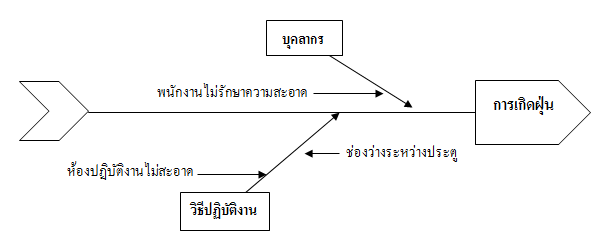 บุคลากร
พนักงานไม่รักษาความสะอาด
การเกิดฝุ่น
ช่องว่างระหว่างประตู
ห้องปฏิบัติงานไม่สะอาด
วิธีปฏิบัติงาน